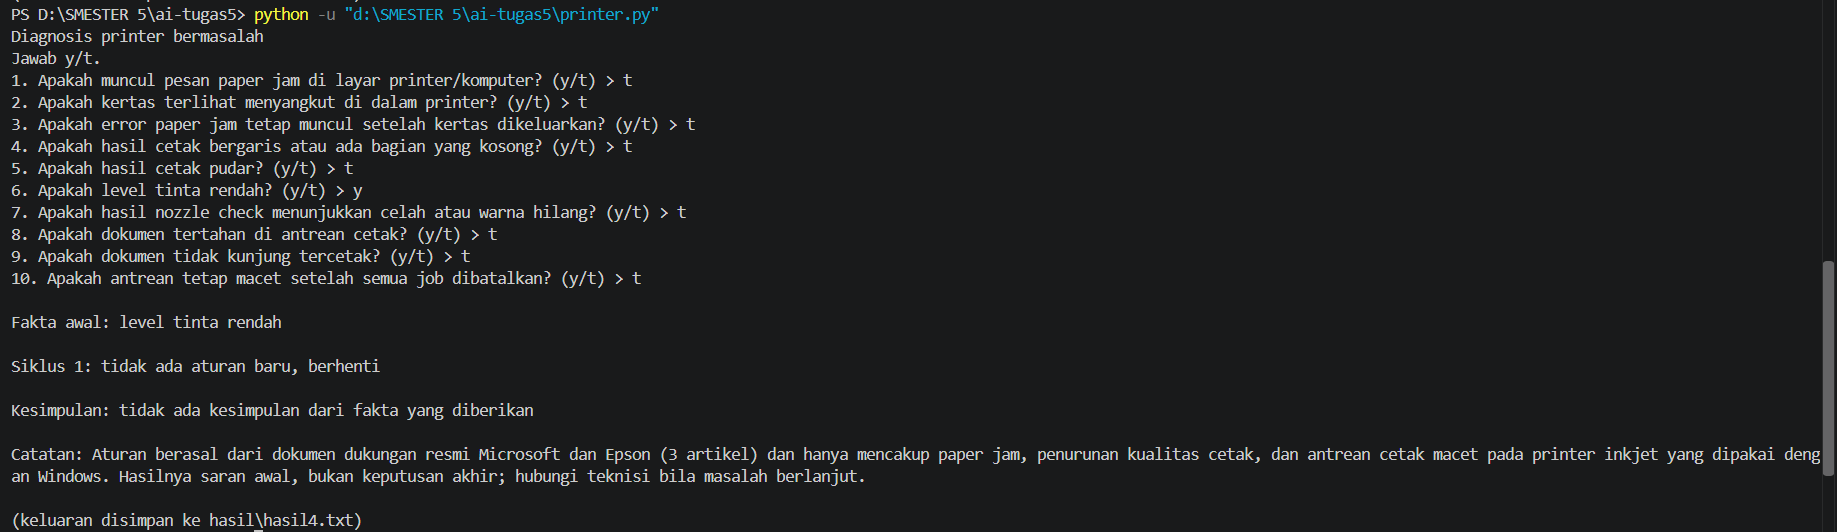 PS D:\SMESTER 5\ai-tugas5> python -u "d:\SMESTER 5\ai-tugas5\printer.py"
Diagnosis printer bermasalah
Jawab y/t.
1. Apakah muncul pesan paper jam di layar printer/komputer? (y/t) > t
2. Apakah kertas terlihat menyangkut di dalam printer? (y/t) > t
3. Apakah error paper jam tetap muncul setelah kertas dikeluarkan? (y/t) > t
4. Apakah hasil cetak bergaris atau ada bagian yang kosong? (y/t) > t
5. Apakah hasil cetak pudar? (y/t) > t
6. Apakah level tinta rendah? (y/t) > y
7. Apakah hasil nozzle check menunjukkan celah atau warna hilang? (y/t) > t
8. Apakah dokumen tertahan di antrean cetak? (y/t) > t
9. Apakah dokumen tidak kunjung tercetak? (y/t) > t
10. Apakah antrean tetap macet setelah semua job dibatalkan? (y/t) > t
Fakta awal: level tinta rendah
Siklus 1: tidak ada aturan baru, berhenti
Kesimpulan: tidak ada kesimpulan dari fakta yang diberikan
Catatan: Aturan berasal dari dokumen dukungan resmi Microsoft dan Epson (3 artikel) dan hanya mencakup paper jam, penurunan kualitas cetak, dan antrean cetak macet pada printer inkjet yang dipakai deng
an Windows. Hasilnya saran awal, bukan keputusan akhir; hubungi teknisi bila masalah berlanjut.
(keluaran disimpan ke hasil\hasil4.txt)